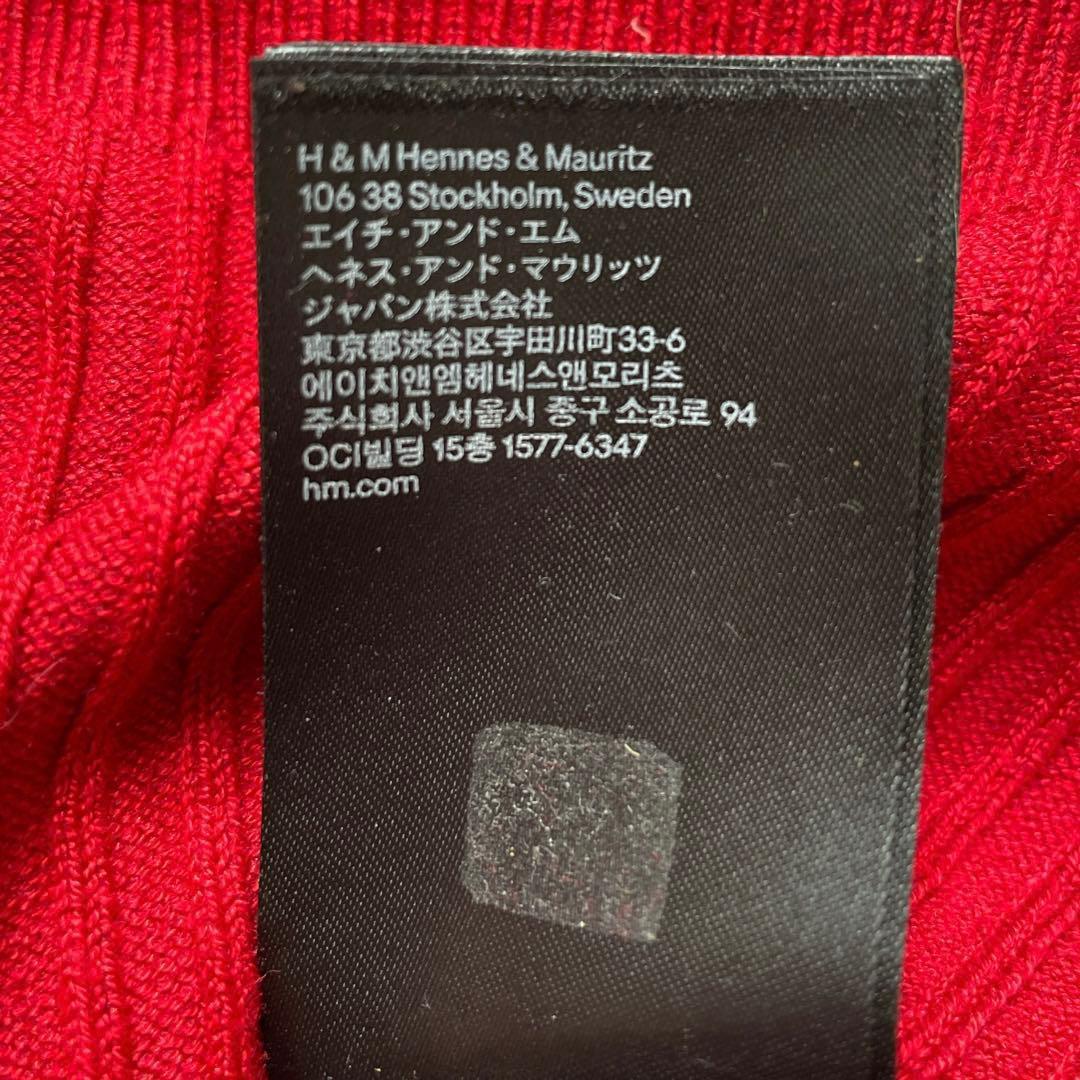 H & M Hennes & Mauritz
106 38 Stockholm, Sweden
エイチ・アンド・エム
ヘネス・アンド・マウリッツ
ジャパン株式会社
東京都渋谷区宇田川町33-6
에이치앤엠헤네스앤모리츠
주식회사 서울시 중구 소공로 94
OCI빌딩 15층 1577-6347
hm.com